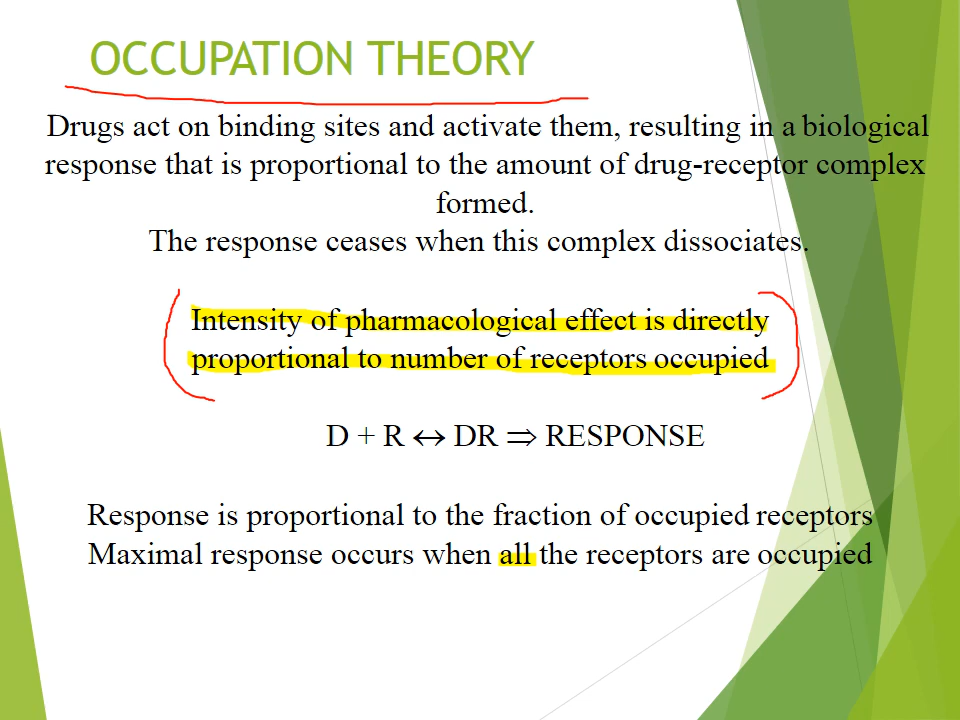 OCCUPATION THEORY
Drugs act on binding sites and activate them, resulting in a biological
response that is proportional to the amount of drug-receptor complex
formed.
The response ceases when this complex dissociates.
Intensity of pharmacological effect is directly
proportional to number of receptors occupied
D + R ↔ DR ⇒ RESPONSE
Response is proportional to the fraction of occupied receptors
Maximal response occurs when all the receptors are occupied